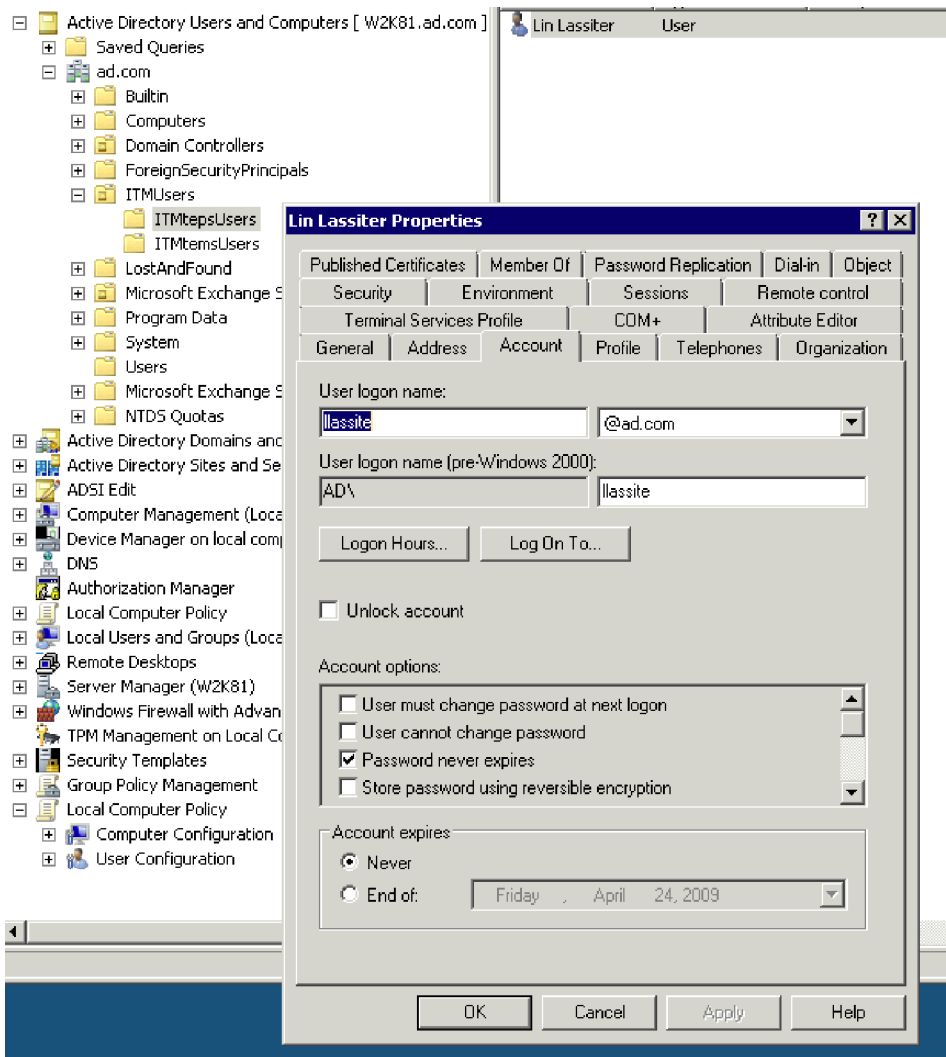 Active Directory Users and Computers [ W2K81.ad.com ]
Saved Queries
ad.com
Builtin
Computers
Domain Controllers
ForeignSecurityPrincipals
ITMUsers
ITMtepsUsers
ITMtemsUsers
LostAndFound
Microsoft Exchange S
Program Data
System
Users
Microsoft Exchange S
NTDS Quotas
Active Directory Domains and
Active Directory Sites and Se
ADSI Edit
Computer Management (Loca
Device Manager on local comp
DNS
Authorization Manager
Local Computer Policy
Local Users and Groups (Loca
Remote Desktops
Server Manager (W2K81)
Windows Firewall with Advan
TPM Management on Local Co
Security Templates
Group Policy Management
Local Computer Policy
Computer Configuration
User Configuration
Lin Lassiter User
Lin Lassiter Properties
Published Certificates Member Of Password Replication Dial-in Object
Security Environment Sessions Remote control
Terminal Services Profile COM+ Attribute Editor
General Address Account Profile Telephones Organization
User logon name:
llassite @ad.com
User logon name (pre-Windows 2000):
AD\ llassite
Logon Hours... Log On To...
Unlock account
Account options:
User must change password at next logon
User cannot change password
Password never expires
Store password using reversible encryption
Account expires
Never
End of: Friday , April 24, 2009
OK Cancel Apply Help